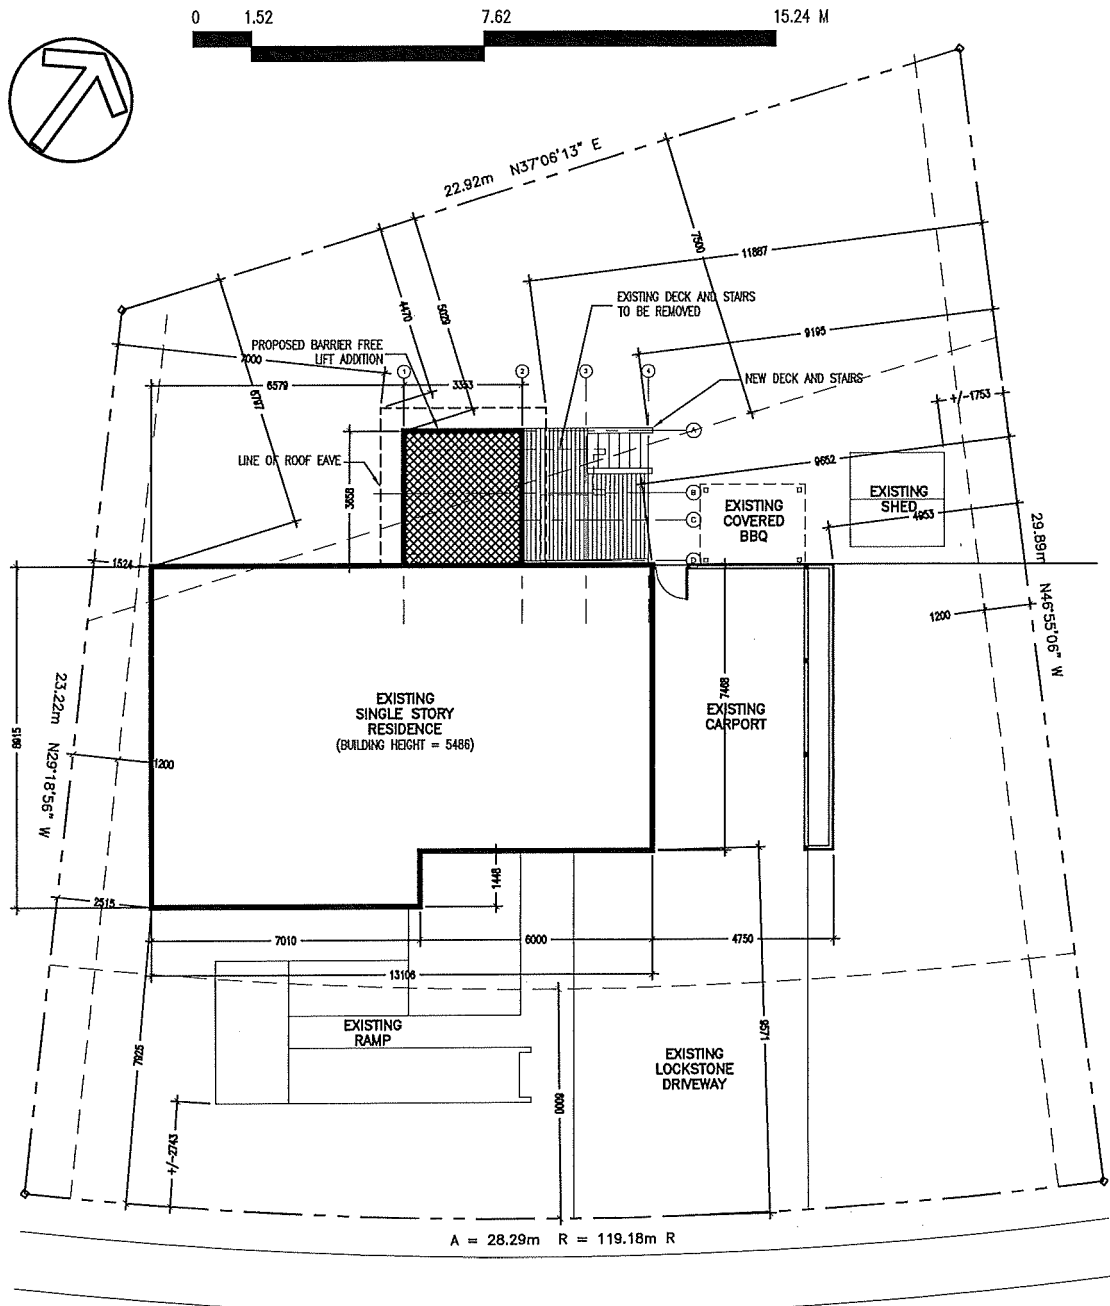 0 1.52 7.62 15.24 M
22.92m N37°06'13" E
7500
11887
4470
5029
EXISTING DECK AND STAIRS
TO BE REMOVED
9195
PROPOSED BARRIER FREE
LIFT ADDITION
7000
6579
3353
1
2
3
4
NEW DECK AND STAIRS
+/-1753
6797
A
9652
LINE OF ROOF EAVE
3658
B
C
D
EXISTING
COVERED
BBQ
EXISTING
SHED
4953
29.89m N46°55'06" W
1524
1200
EXISTING
SINGLE STORY
RESIDENCE
(BUILDING HEIGHT = 5486)
7468
EXISTING
CARPORT
8915
23.22m N29°18'56" W
1200
1448
2515
7010
6000
4750
13106
EXISTING
RAMP
7925
9571
EXISTING
LOCKSTONE
DRIVEWAY
6000
+/-2743
A = 28.29m R = 119.18m R